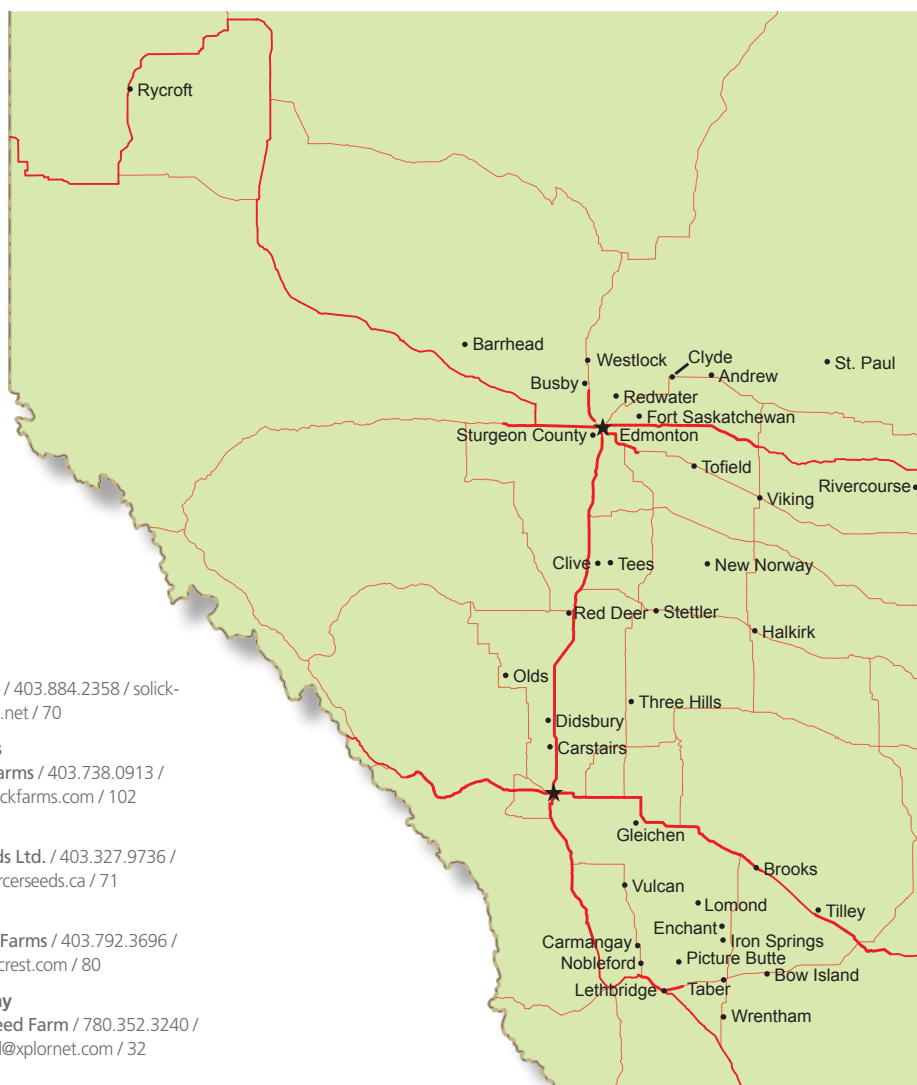 Rycroft
Barrhead
Westlock
Clyde
Andrew
St. Paul
Busby
Redwater
Fort Saskatchewan
Sturgeon County
Edmonton
Tofield
Rivercourse
Viking
Clive
Tees
New Norway
Red Deer
Stettler
Halkirk
Olds
Three Hills
Didsbury
Carstairs
Gleichen
Brooks
Vulcan
Lomond
Tilley
Enchant
Carmangay
Iron Springs
Nobleford
Picture Butte
Bow Island
Lethbridge
Taber
Wrentham
/ 403.884.2358 / solick-
.net / 70
s
arms / 403.738.0913 /
ckfarms.com / 102
ds Ltd. / 403.327.9736 /
rcerseeds.ca / 71
Farms / 403.792.3696 /
crest.com / 80
ay
eed Farm / 780.352.3240 /
d@xplornet.com / 32